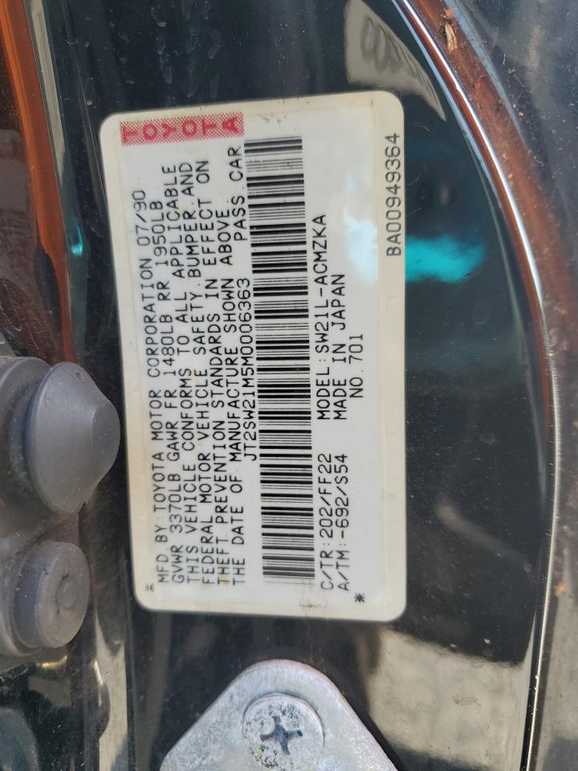 TOYOTA
MFD BY TOYOTA MOTOR CORPORATION 07/90
GVWR 3370LB GAWR FR 1480LB RR 1950LB
THIS VEHICLE CONFORMS TO ALL APPLICABLE
FEDERAL MOTOR VEHICLE SAFETY, BUMPER, AND
THEFT PREVENTION STANDARDS IN EFFECT ON
THE DATE OF MANUFACTURE SHOWN ABOVE.
JT2SW21M5M0006363 PASS. CAR
C/TR:202/FF22 MODEL:SW21L-ACMZKA
A/TM:-692/S54 MADE IN JAPAN
* NO.701
BA00949364